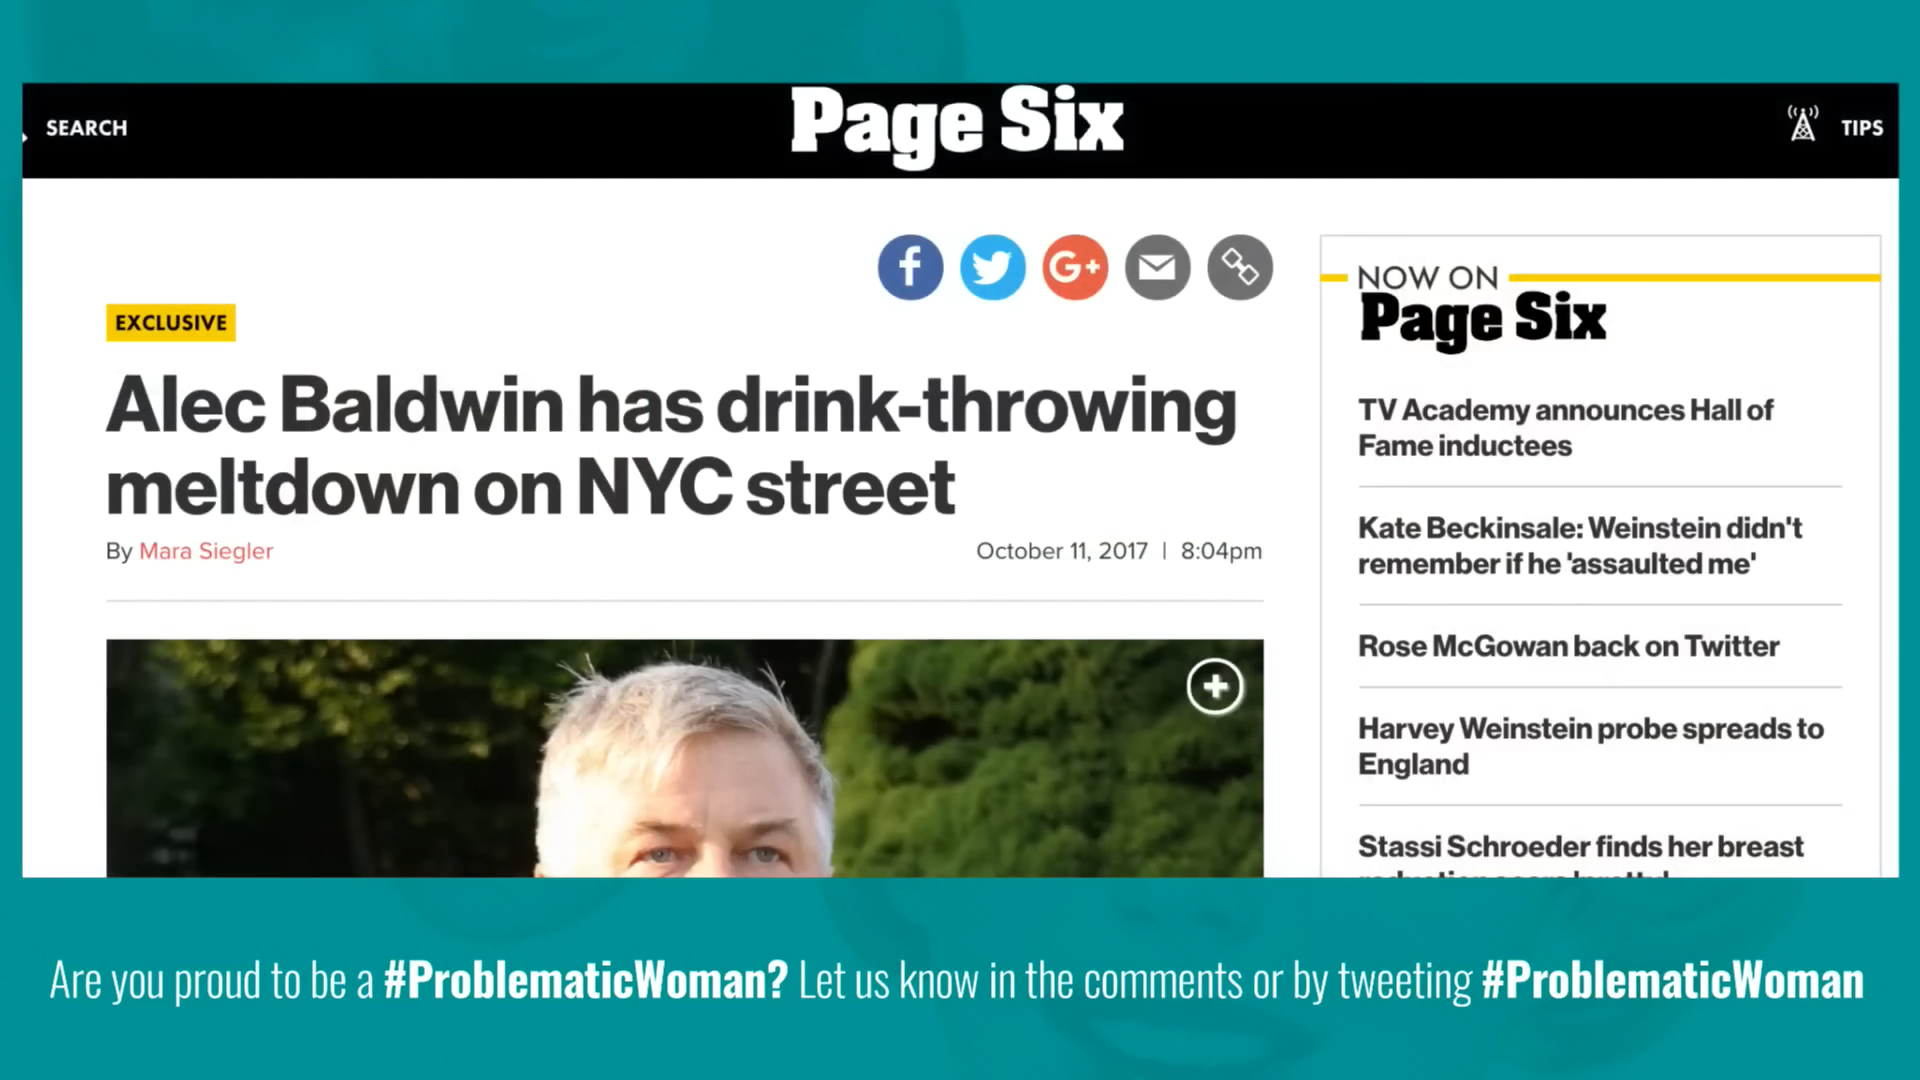 SEARCH
Page Six
TIPS
EXCLUSIVE
Alec Baldwin has drink-throwing
meltdown on NYC street
By Mara Siegler
October 11, 2017 | 8:04pm
NOW ON
Page Six
TV Academy announces Hall of
Fame inductees
Kate Beckinsale: Weinstein didn't
remember if he 'assaulted me'
Rose McGowan back on Twitter
Harvey Weinstein probe spreads to
England
Stassi Schroeder finds her breast
Are you proud to be a #ProblematicWoman? Let us know in the comments or by tweeting #ProblematicWoman